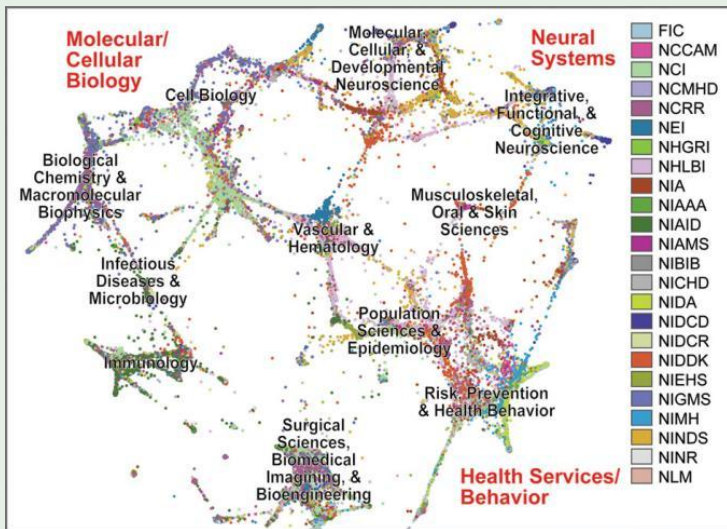 Molecular/
Cellular
Biology
Molecular,
Cellular, &
Developmental
Neuroscience
Neural
Systems
Cell Biology
Integrative,
Functional, &
Cognitive
Neuroscience
Biological
Chemistry &
Macromolecular
Biophysics
Musculoskeletal,
Oral & Skin
Sciences
Vascular &
Hematology
Infectious
Diseases &
Microbiology
Population
Sciences &
Epidemiology
Immunology
Risk, Prevention
& Health Behavior
Surgical
Sciences,
Biomedical
Imagining, &
Bioengineering
Health Services/
Behavior
FIC
NCCAM
NCI
NCMHD
NCRR
NEI
NHGRI
NHLBI
NIA
NIAAA
NIAID
NIAMS
NIBIB
NICHD
NIDA
NIDCD
NIDCR
NIDDK
NIEHS
NIGMS
NIMH
NINDS
NINR
NLM